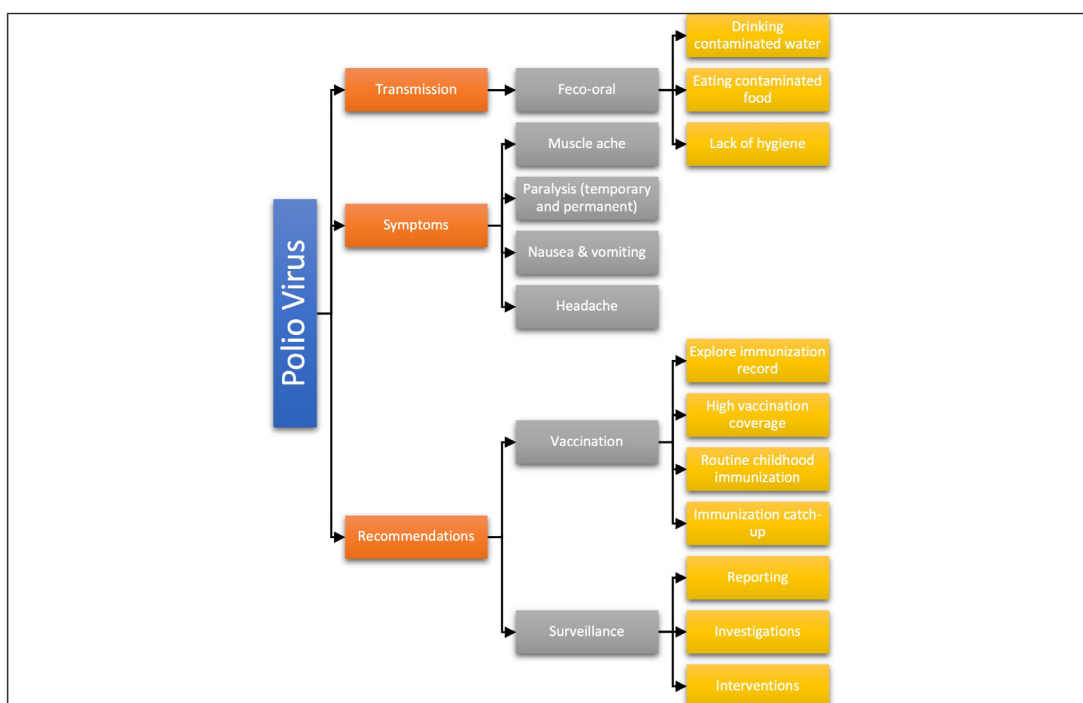 Polio Virus
Transmission
Feco-oral
Drinking
contaminated water
Eating contaminated
food
Lack of hygiene
Symptoms
Muscle ache
Paralysis (temporary
and permanent)
Nausea & vomiting
Headache
Recommendations
Vaccination
Explore immunization
record
High vaccination
coverage
Routine childhood
immunization
Immunization catch-
up
Surveillance
Reporting
Investigations
Interventions